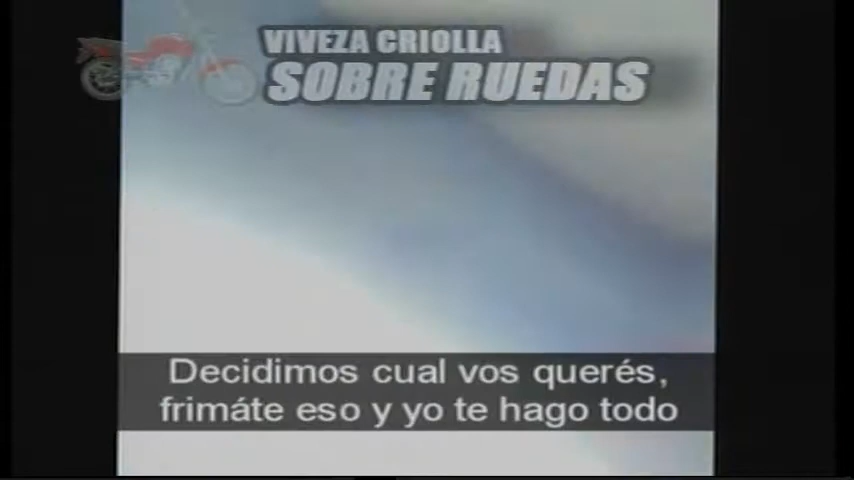 VIVEZA CRIOLLA
SOBRE RUEDAS
Decidimos cual vos querés,
frimáte eso y yo te hago todo